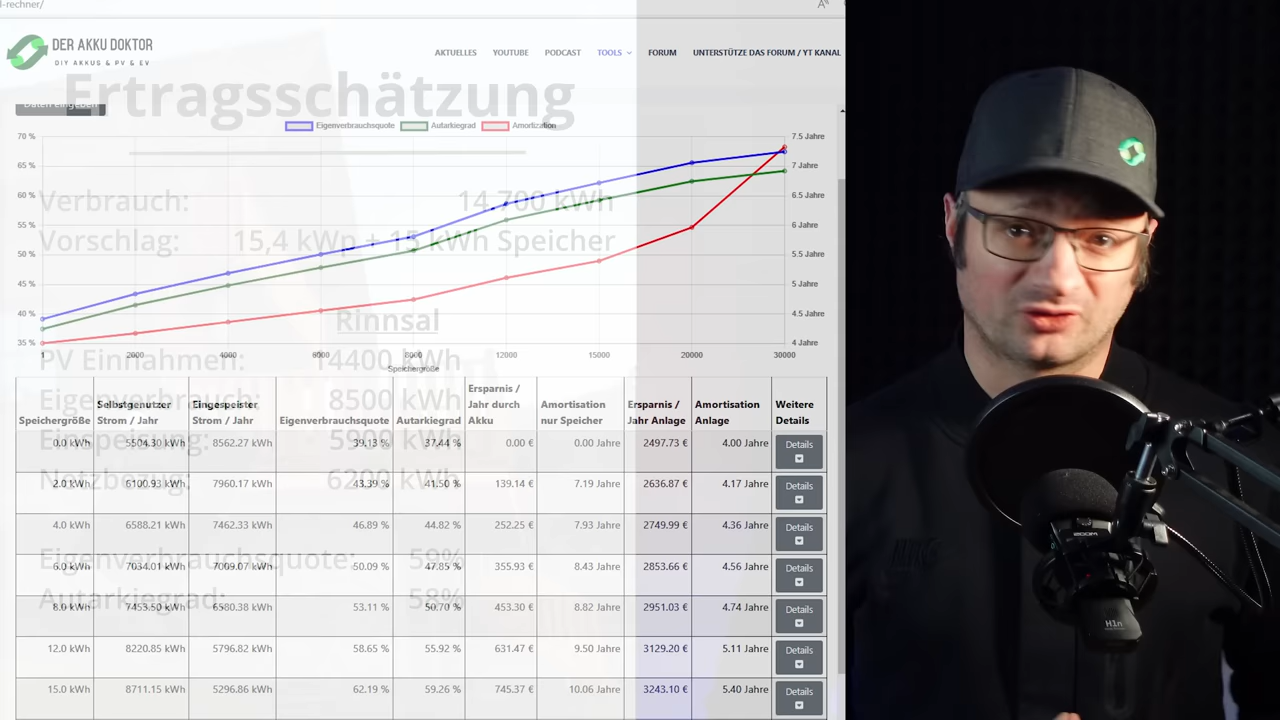 l-rechner/
DER AKKU DOKTOR
DIY AKKUS & PV & EV
AKTUELLES YOUTUBE PODCAST TOOLS FORUM UNTERSTÜTZE DAS FORUM / YT KANAL
Ertragsschätzung
Daten eingeben
Eigenverbrauchsquote Autarkiegrad Amortization
70 % 7.5 Jahre
65 % 7 Jahre
60 % 6.5 Jahre
55 % 6 Jahre
50 % 5.5 Jahre
45 % 5 Jahre
40 % 4.5 Jahre
35 % 4 Jahre
1 2000 4000 6000 8000 12000 15000 20000 30000
Speichergröße
Verbrauch: 14.700 kWh
Vorschlag: 15,4 kWp + 15 kWh Speicher
Rinnsal
PV Einnahmen: 14400 kWh
Eigenverbrauch: 8500 kWh
Einspeisung: 5900 kWh
Netzbezug: 6200 kWh
Eigenverbrauchsquote: 59%
Autarkiegrad: 58%
Speichergröße Selbstgenutzer Strom / Jahr Eingespeister Strom / Jahr Eigenverbrauchsquote Autarkiegrad Ersparnis / Jahr durch Akku Amortisation nur Speicher Ersparnis / Jahr Anlage Amortisation Anlage Weitere Details
0.0 kWh 5504.30 kWh 8562.27 kWh 39.13 % 37.44 % 0.00 € 0.00 Jahre 2497.73 € 4.00 Jahre Details
2.0 kWh 6100.93 kWh 7960.17 kWh 43.39 % 41.50 % 139.14 € 7.19 Jahre 2636.87 € 4.17 Jahre Details
4.0 kWh 6588.21 kWh 7462.33 kWh 46.89 % 44.82 % 252.25 € 7.93 Jahre 2749.99 € 4.36 Jahre Details
6.0 kWh 7034.01 kWh 7009.07 kWh 50.09 % 47.85 % 355.93 € 8.43 Jahre 2853.66 € 4.56 Jahre Details
8.0 kWh 7453.50 kWh 6580.38 kWh 53.11 % 50.70 % 453.30 € 8.82 Jahre 2951.03 € 4.74 Jahre Details
12.0 kWh 8220.85 kWh 5796.82 kWh 58.65 % 55.92 % 631.47 € 9.50 Jahre 3129.20 € 5.11 Jahre Details
15.0 kWh 8711.15 kWh 5296.86 kWh 62.19 % 59.26 % 745.37 € 10.06 Jahre 3243.10 € 5.40 Jahre Details
zoom
H1n